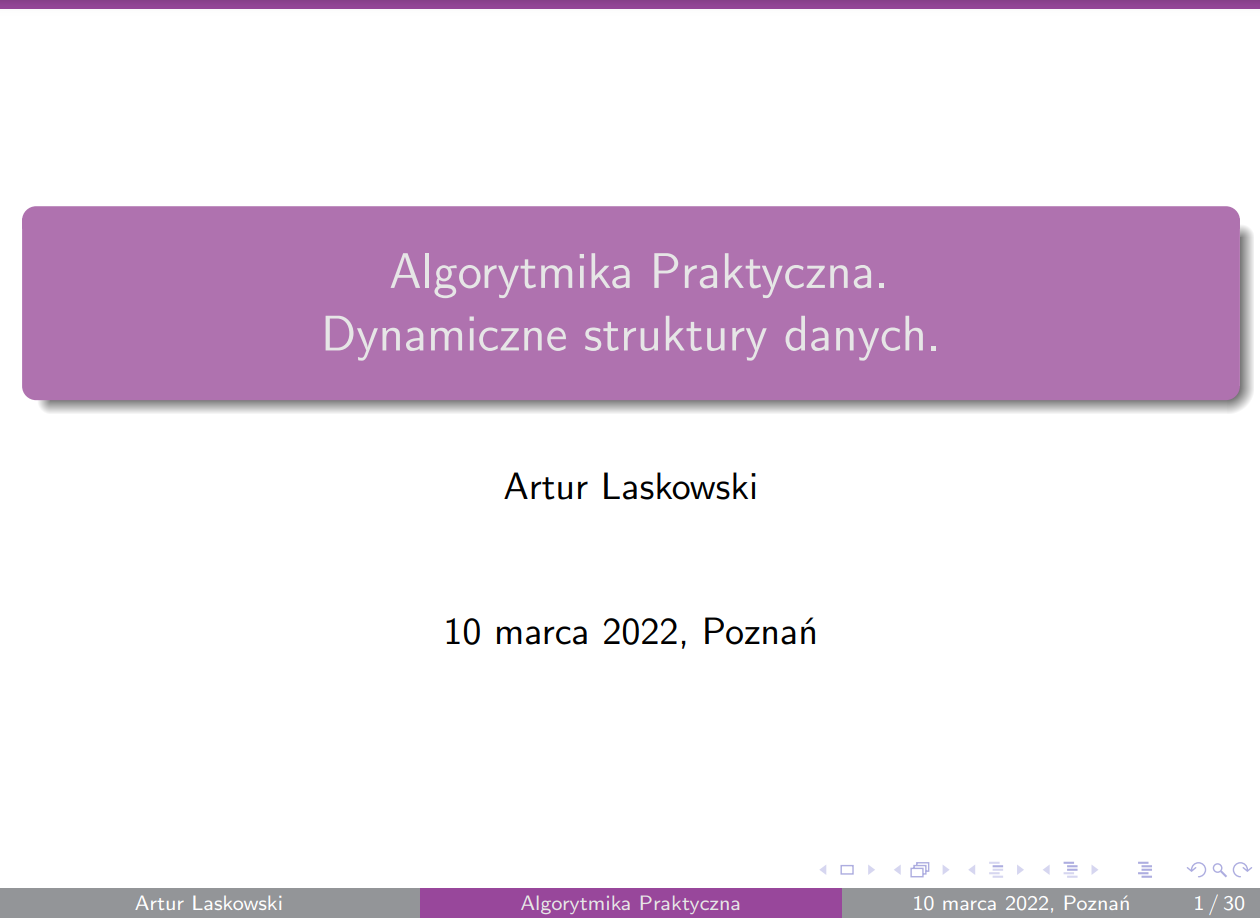 Algorytmika Praktyczna.
Dynamiczne struktury danych.
Artur Laskowski
10 marca 2022, Poznań
Artur Laskowski
Algorytmika Praktyczna
10 marca 2022, Poznań
1 / 30